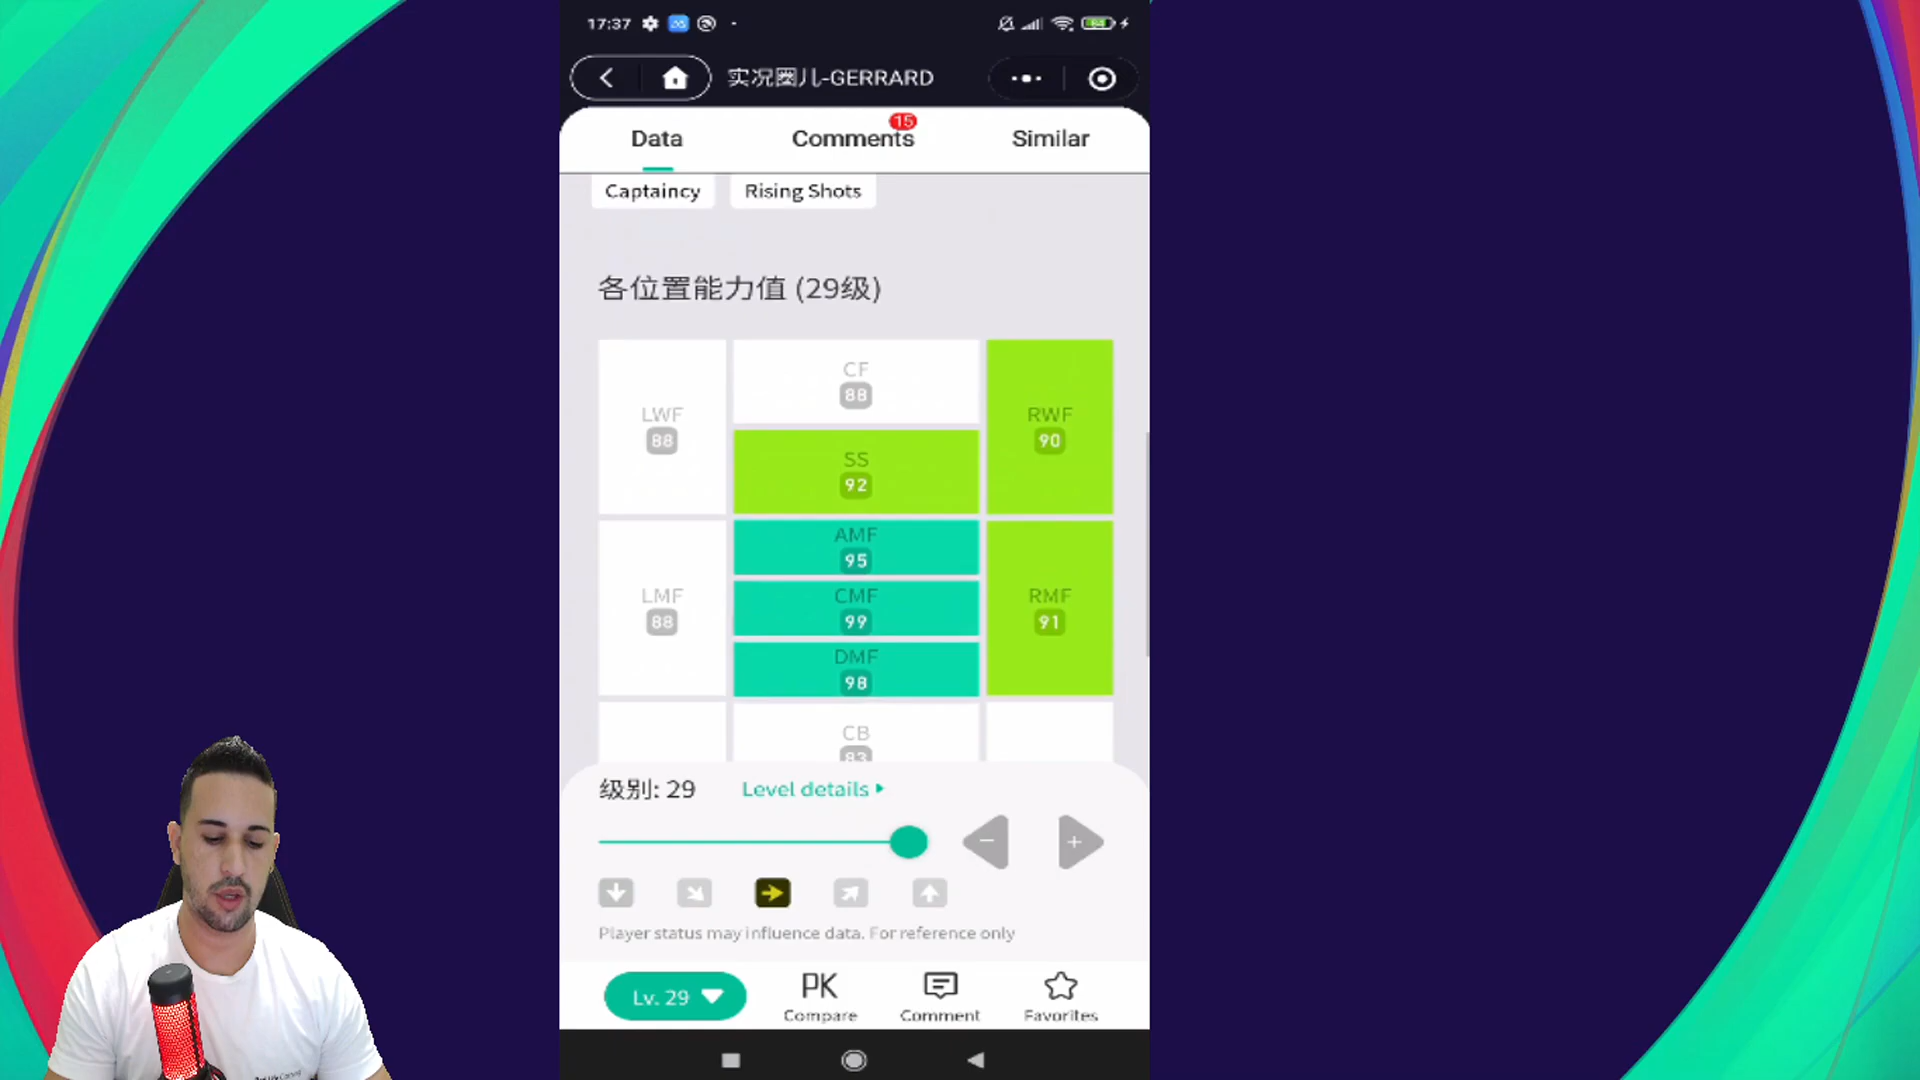 17:37
实况圈儿-GERRARD
Data
Comments
15
Similar
Captaincy
Rising Shots
各位置能力值 (29级)
LWF
88
CF
88
RWF
90
SS
92
AMF
95
LMF
88
CMF
99
RMF
91
DMF
98
CB
83
级别: 29
Level details
Player status may influence data. For reference only
Lv. 29
PK
Compare
Comment
Favorites